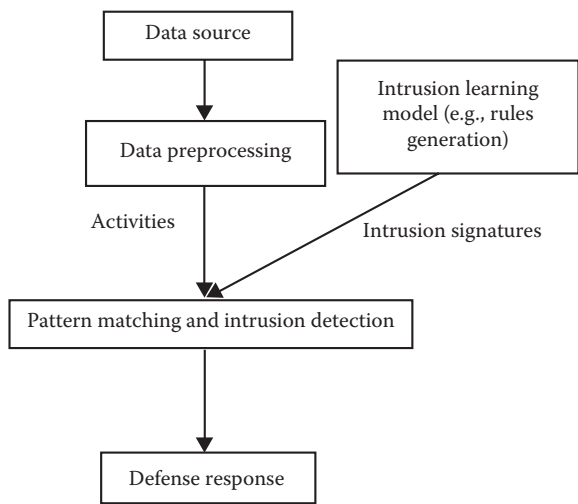 Data source
Intrusion learning
model (e.g., rules
generation)
Data preprocessing
Activities
Intrusion signatures
Pattern matching and intrusion detection
Defense response